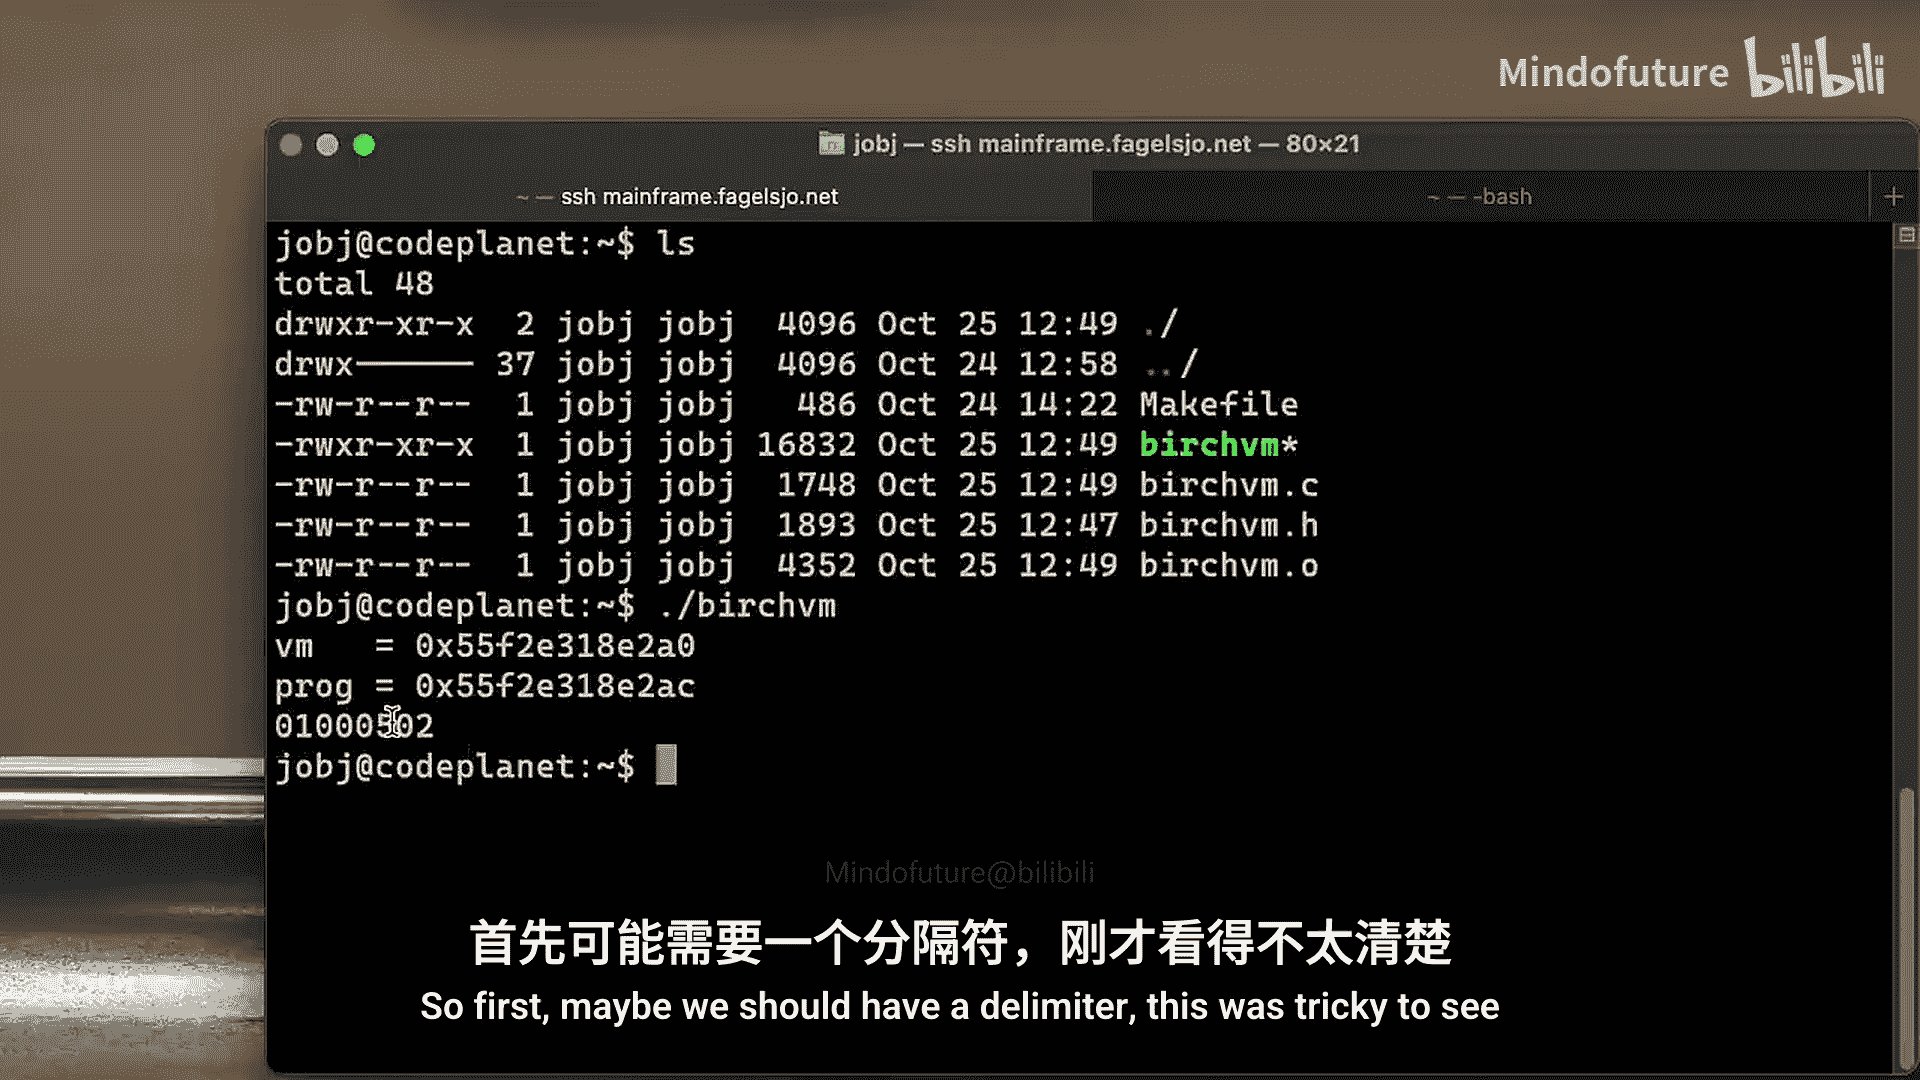 Mindofuture bilibili
jobj — ssh mainframe.fagelsjo.net — 80×21
~ — ssh mainframe.fagelsjo.net
~ — -bash +
jobj@codeplanet:~$ ls
total 48
drwxr-xr-x  2 jobj jobj  4096 Oct 25 12:49 ./
drwx------ 37 jobj jobj  4096 Oct 24 12:58 ../
-rw-r--r--  1 jobj jobj   486 Oct 24 14:22 Makefile
-rwxr-xr-x  1 jobj jobj 16832 Oct 25 12:49 birchvm*
-rw-r--r--  1 jobj jobj  1748 Oct 25 12:49 birchvm.c
-rw-r--r--  1 jobj jobj  1893 Oct 25 12:47 birchvm.h
-rw-r--r--  1 jobj jobj  4352 Oct 25 12:49 birchvm.o
jobj@codeplanet:~$ ./birchvm
vm   = 0x55f2e318e2a0
prog = 0x55f2e318e2ac
01000502
jobj@codeplanet:~$
Mindofuture@bilibili
首先可能需要一个分隔符，刚才看得不太清楚
So first, maybe we should have a delimiter, this was tricky to see